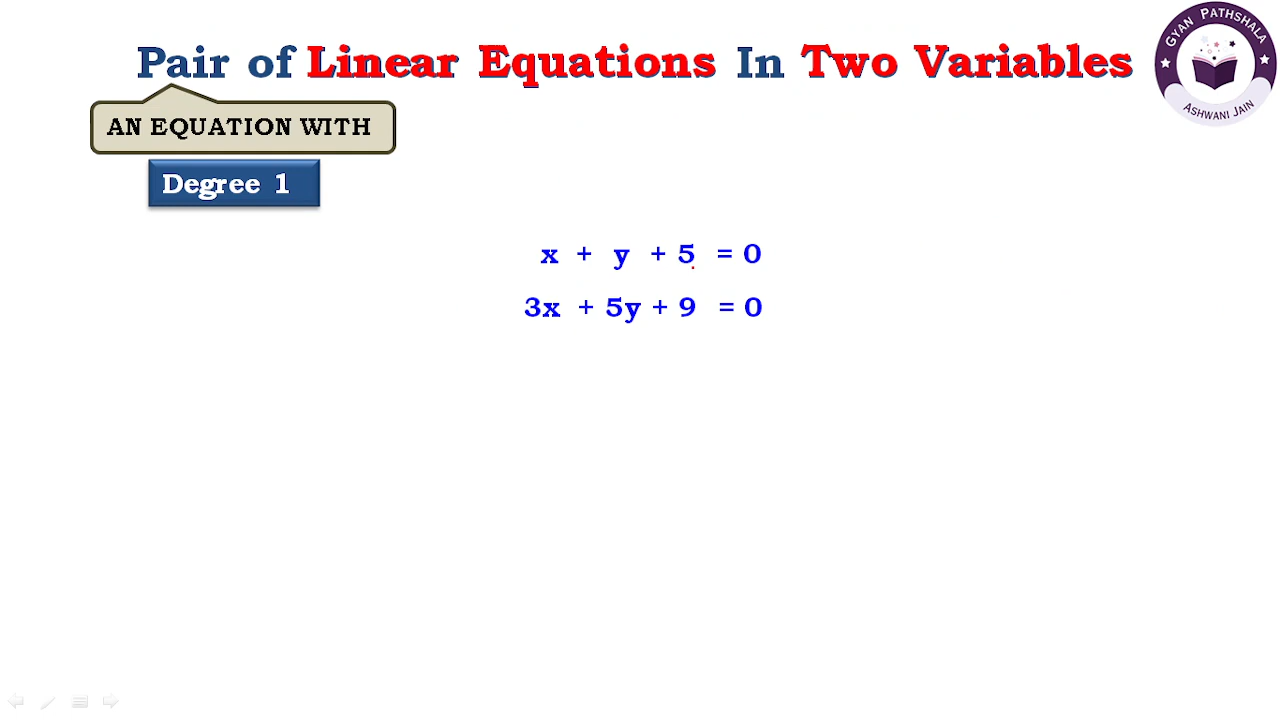 Pair of Linear Equations In Two Variables
GYAN PATHSHALA
ASHWANI JAIN
AN EQUATION WITH
Degree 1
x + y + 5 = 0
3x + 5y + 9 = 0